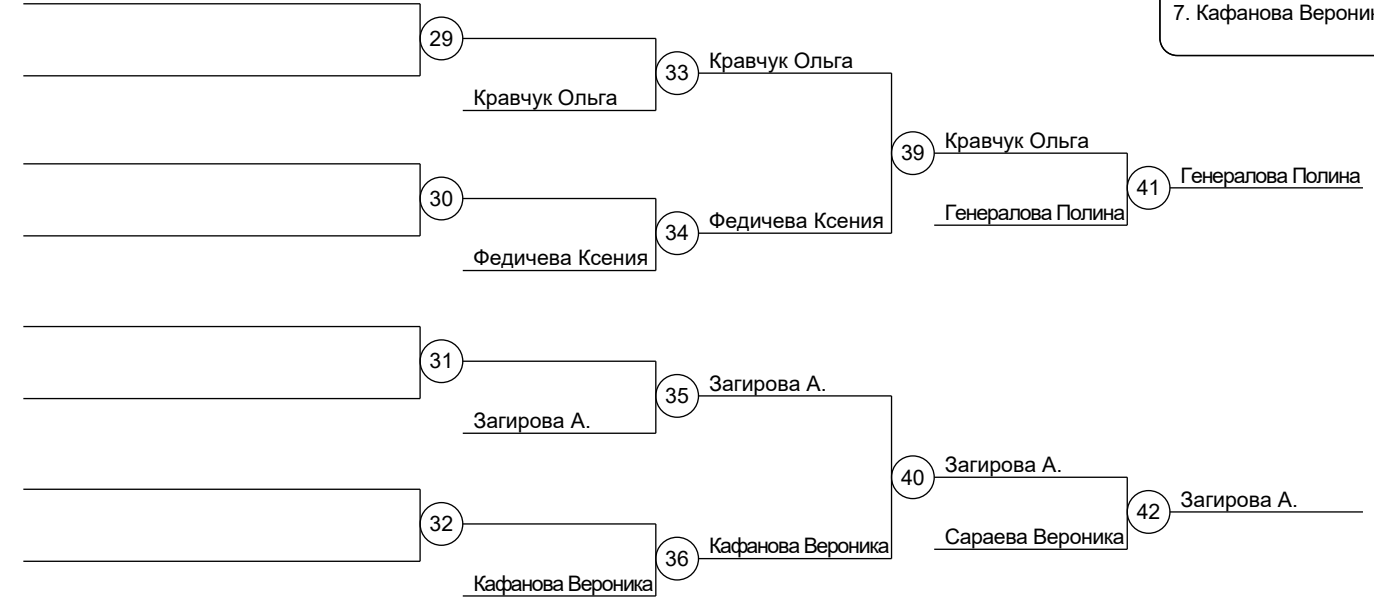 7. Кафанова
29
Кравчук Ольга
33
Кравчук Ольга
39
Кравчук Ольга
Генералова Полина
41
Генералова Полина
30
Федичева Ксения
34
Федичева Ксения
31
Загирова А.
35
Загирова А.
40
Загирова А.
Сараева Вероника
42
Загирова А.
32
Кафанова Вероника
36
Кафанова Вероника